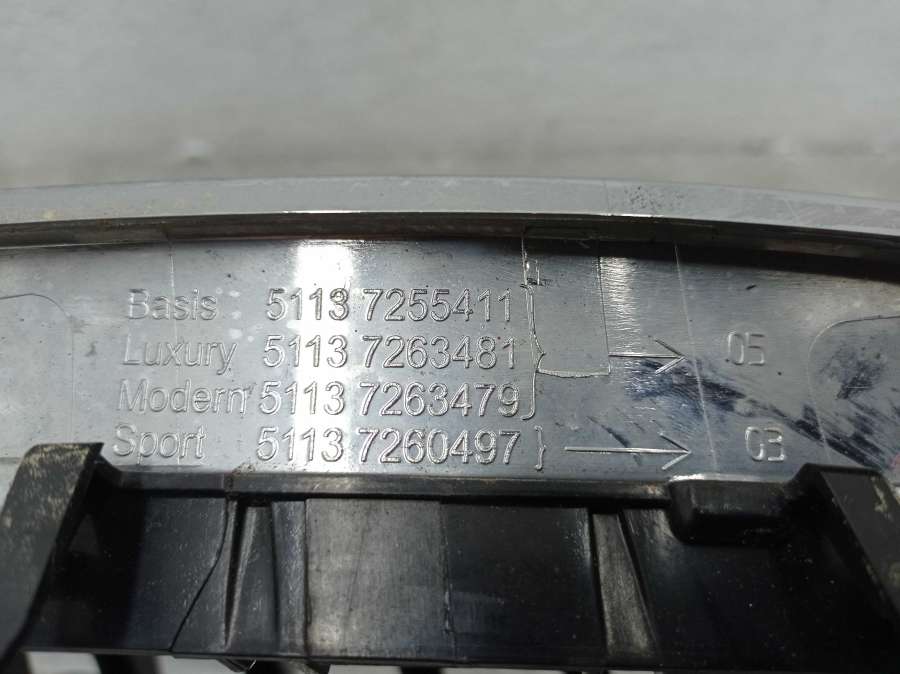 Basis 5113 7255411
Luxury 5113 7263481 05
Modern 5113 7263479
Sport 5113 7260497 03